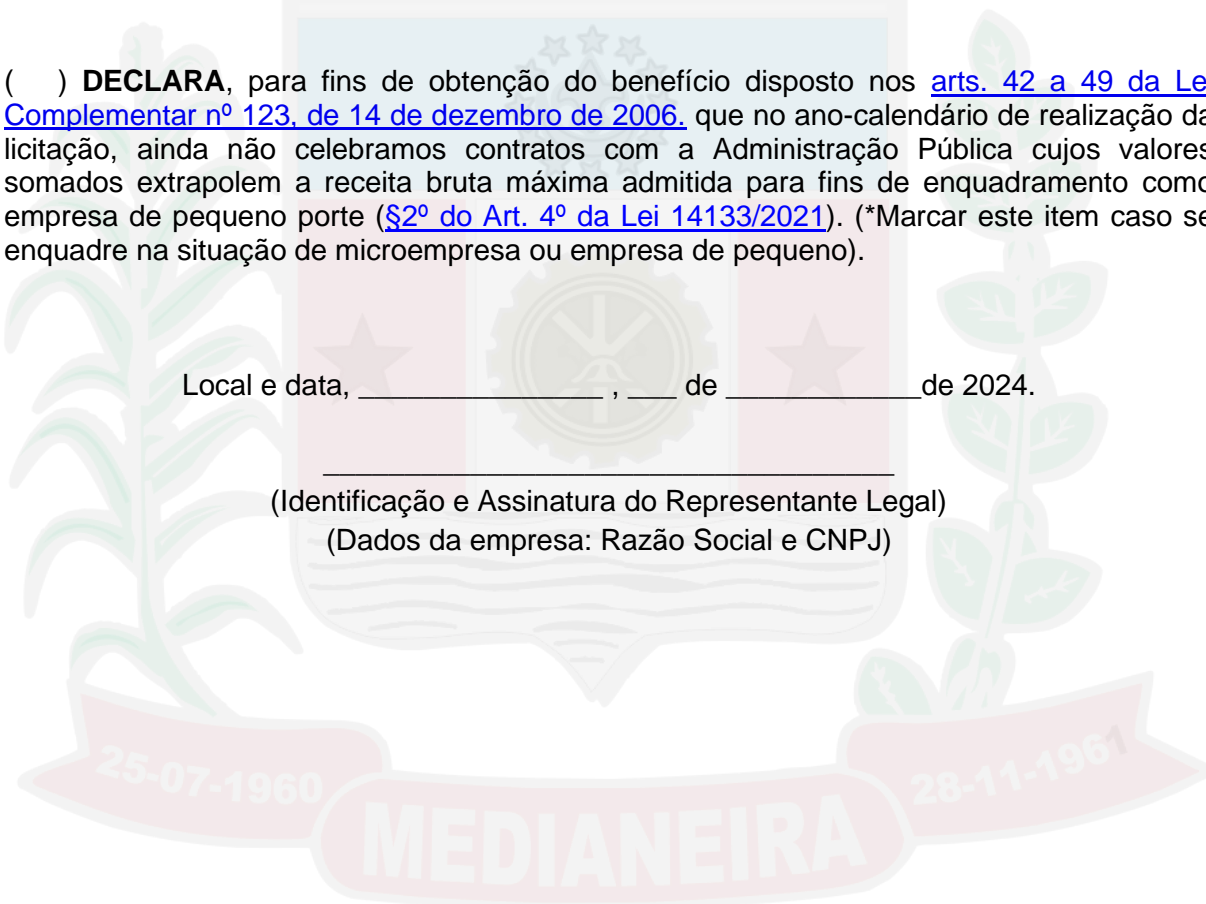 (    ) DECLARA, para fins de obtenção do benefício disposto nos arts. 42 a 49 da Le
Complementar nº 123, de 14 de dezembro de 2006. que no ano-calendário de realização da
licitação, ainda não celebramos contratos com a Administração Pública cujos valores
somados extrapolem a receita bruta máxima admitida para fins de enquadramento como
empresa de pequeno porte (§2º do Art. 4º da Lei 14133/2021). (*Marcar este item caso se
enquadre na situação de microempresa ou empresa de pequeno).
Local e data, _______________ , ___ de ____________de 2024.
___________________________________
(Identificação e Assinatura do Representante Legal)
(Dados da empresa: Razão Social e CNPJ)
25-07-1960
28-11-1961
MEDIANEIRA